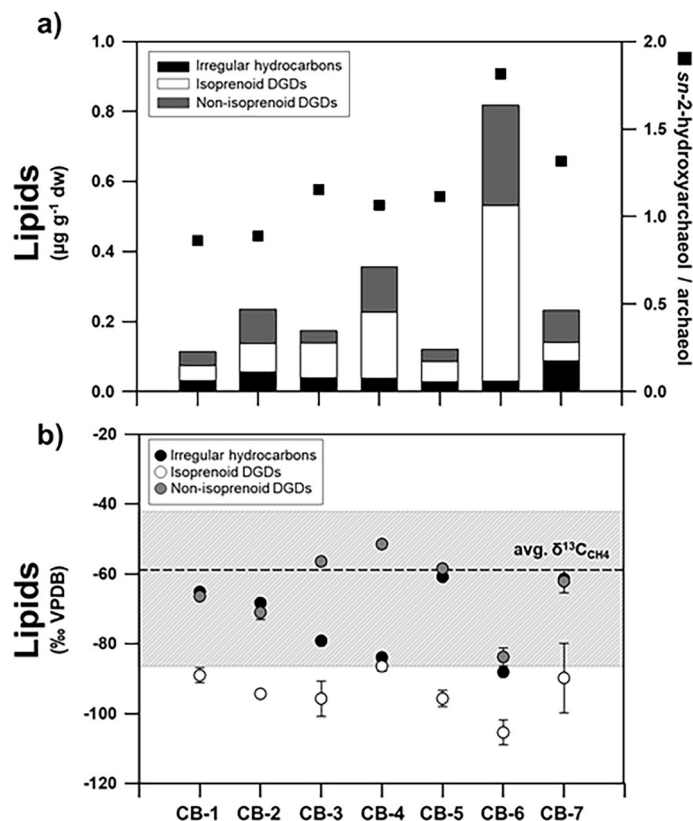 a)
1.0
0.8
0.6
0.4
0.2
0.0
Lipids
(µg g⁻¹ dw)
Irregular hydrocarbons
Isoprenoid DGDs
Non-isoprenoid DGDs
2.0
1.5
1.0
0.5
0.0
sn-2-hydroxyarchaeol / archaeol
b)
-20
-40
-60
-80
-100
-120
Lipids
(‰ VPDB)
Irregular hydrocarbons
Isoprenoid DGDs
Non-isoprenoid DGDs
avg. δ¹³C_CH4
CB-1 CB-2 CB-3 CB-4 CB-5 CB-6 CB-7